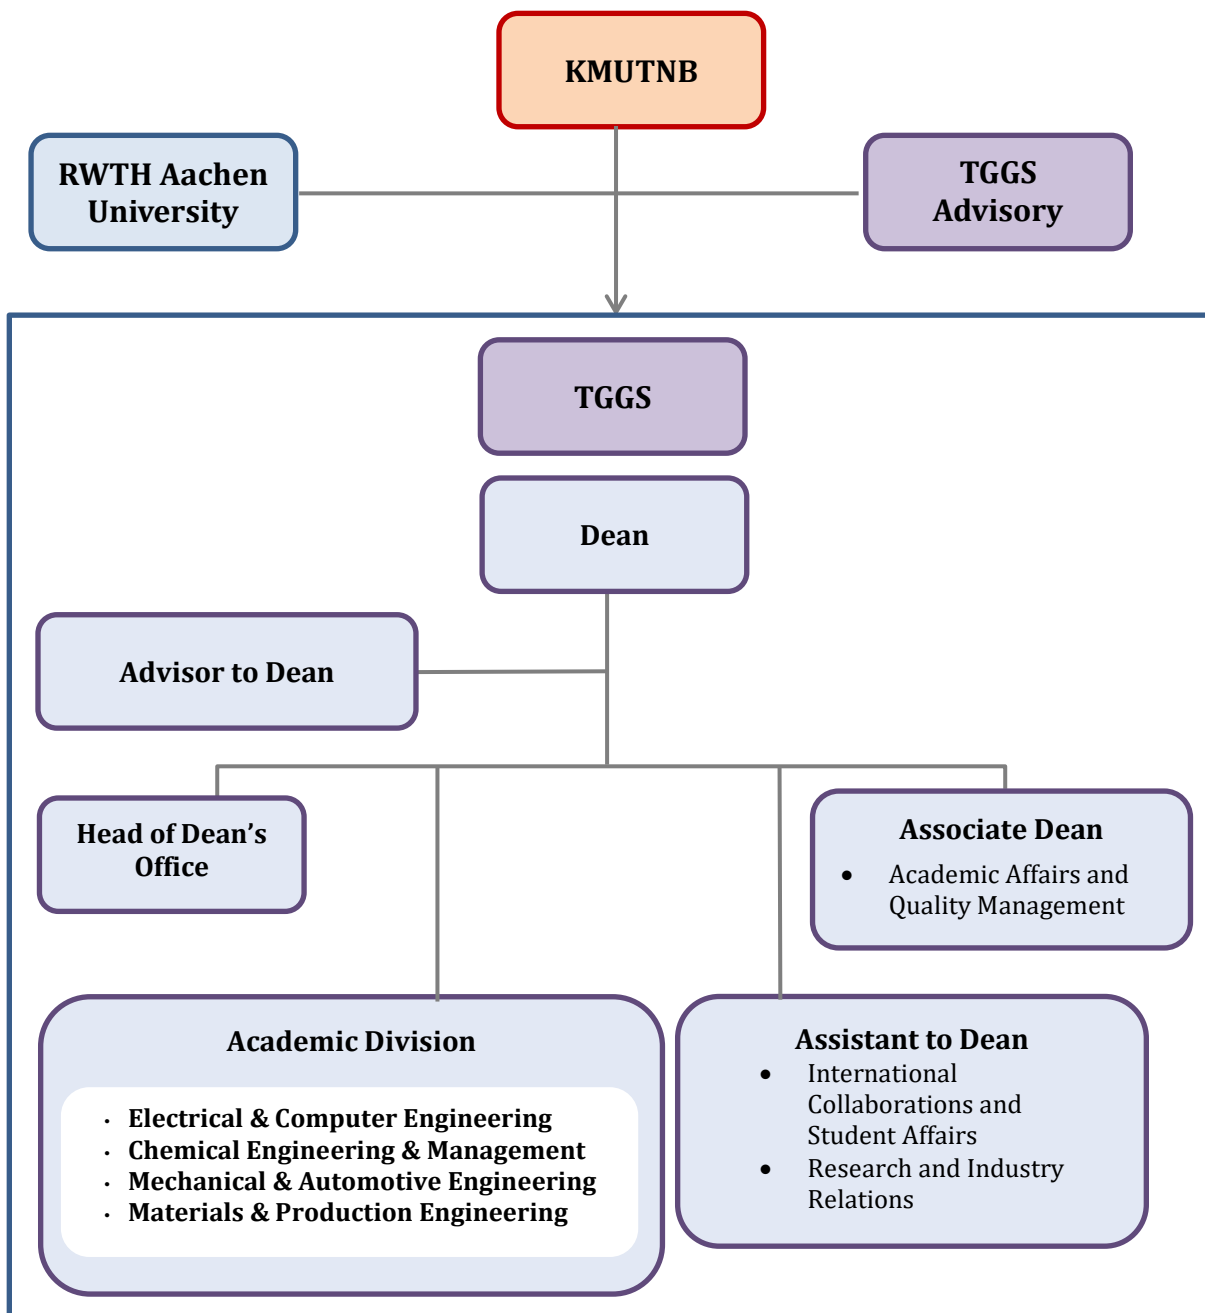 KMUTNB
RWTH Aachen
University
TGGS
Advisory
TGGS
Dean
Advisor to Dean
Head of Dean’s
Office
Associate Dean
• Academic Affairs and
Quality Management
Academic Division
· Electrical & Computer Engineering
· Chemical Engineering & Management
· Mechanical & Automotive Engineering
· Materials & Production Engineering
Assistant to Dean
• International
Collaborations and
Student Affairs
• Research and Industry
Relations